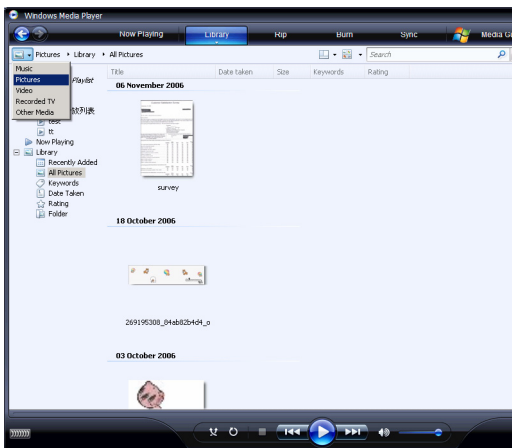 Windows Media Player
Now Playing Library Rip Burn Sync Media G
Pictures Library All Pictures Search
Music
Pictures
Video
Recorded TV
Other Media
Playlist
列表
test
tt
Now Playing
Library
Recently Added
All Pictures
Keywords
Date Taken
Rating
Folder
Title Date taken Size Keywords Rating
06 November 2006
survey
18 October 2006
269195308_84ab82b4d4_o
03 October 2006